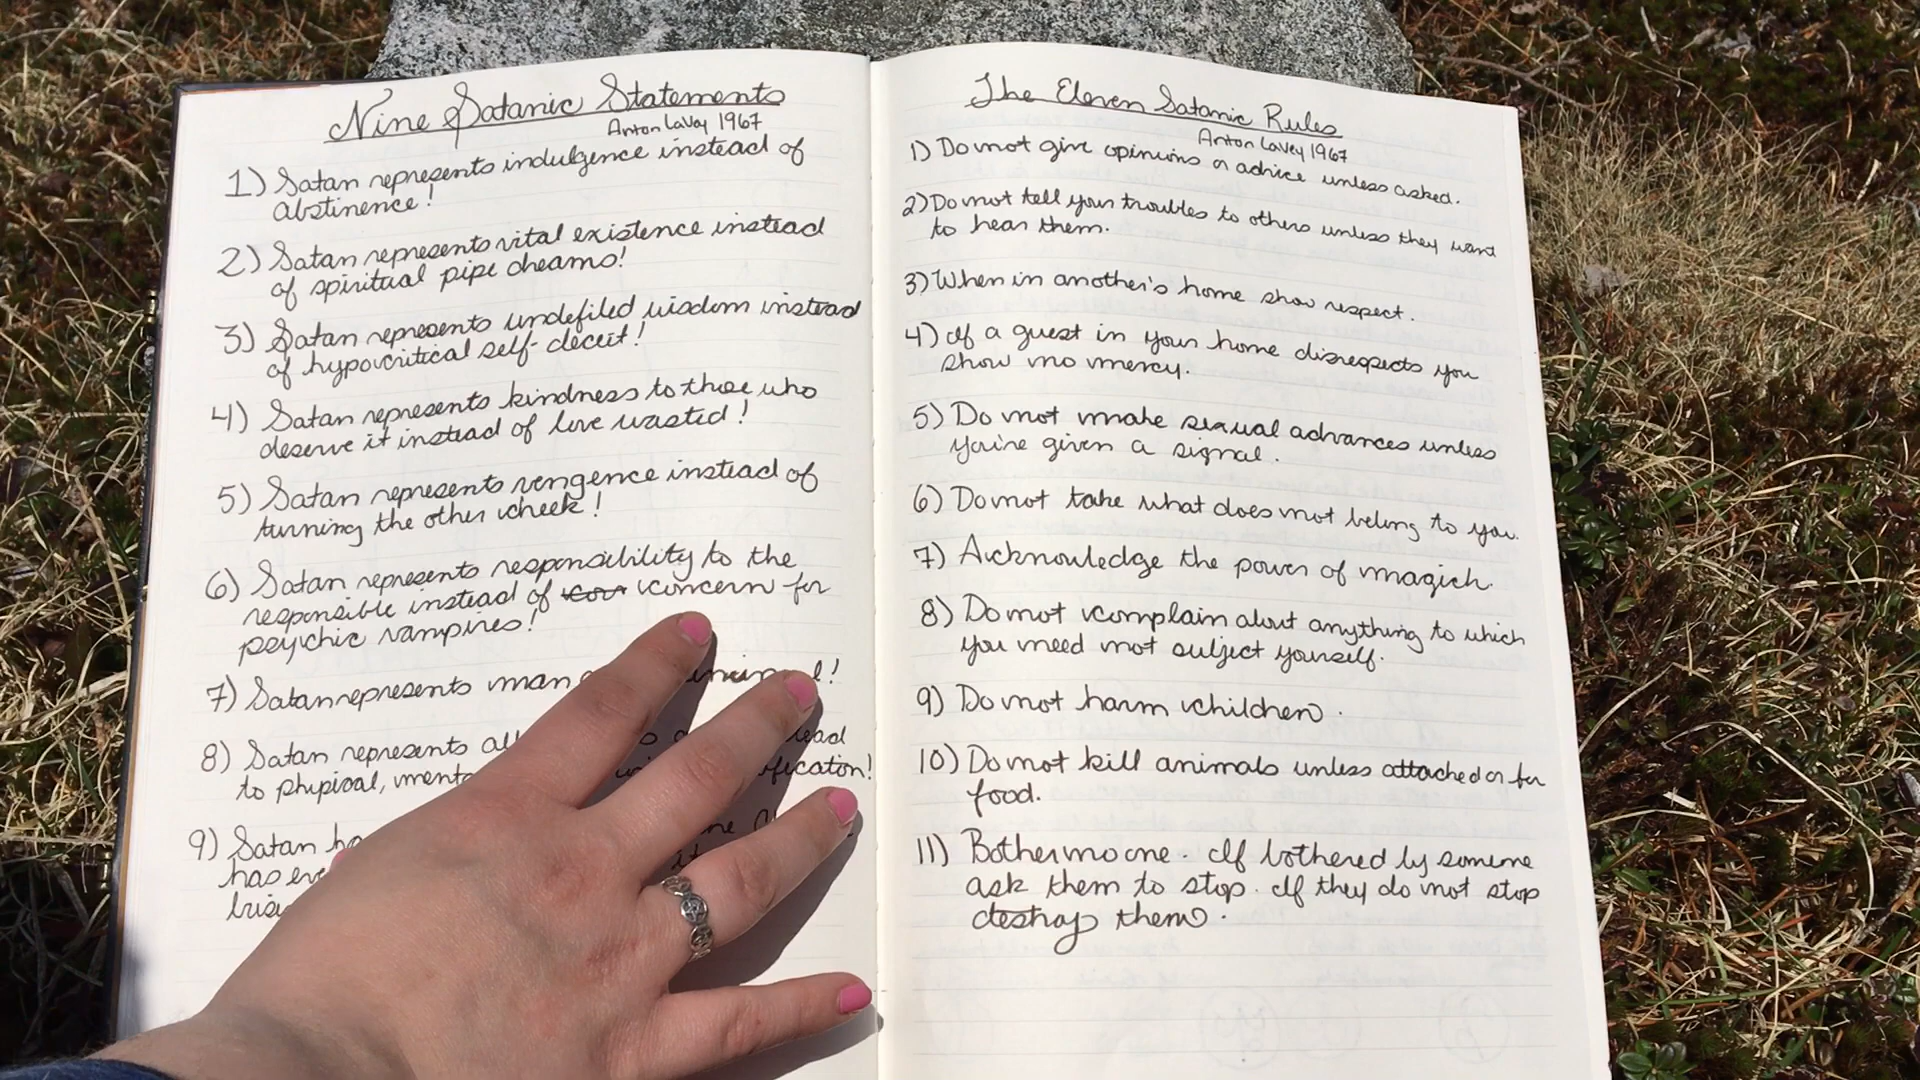 Nine Satanic Statements
Anton LaVey 1967
1) Satan represents indulgence instead of
abstinence!
2) Satan represents vital existence instead
of spiritual pipe dreams!
3) Satan represents undefiled wisdom instead
of hypocritical self-deceit!
4) Satan represents kindness to those who
deserve it instead of love wasted!
5) Satan represents vengence instead of
turning the other cheek!
6) Satan represents responsibility to the
responsible instead of concern for
psychic vampires!
7) Satan represents man
8) Satan represents
to phipical,
9) Satan
has
The Eleven Satanic Rules
Anton LaVey 1967
1) Do not give opinions or advice unless asked.
2) Do not tell your troubles to others unless they want
to hear them.
3) When in another's home show respect.
4) If a guest in your home disrespects you
show no mercy.
5) Do not make sexual advances unless
you're given a signal.
6) Do not take what does not belong to you.
7) Acknowledge the power of magick.
8) Do not complain about anything to which
you need not subject yourself.
9) Do not harm children.
10) Do not kill animals unless attached or for
food.
11) Bother no one. If bothered by someone
ask them to stop. If they do not stop
destroy them.